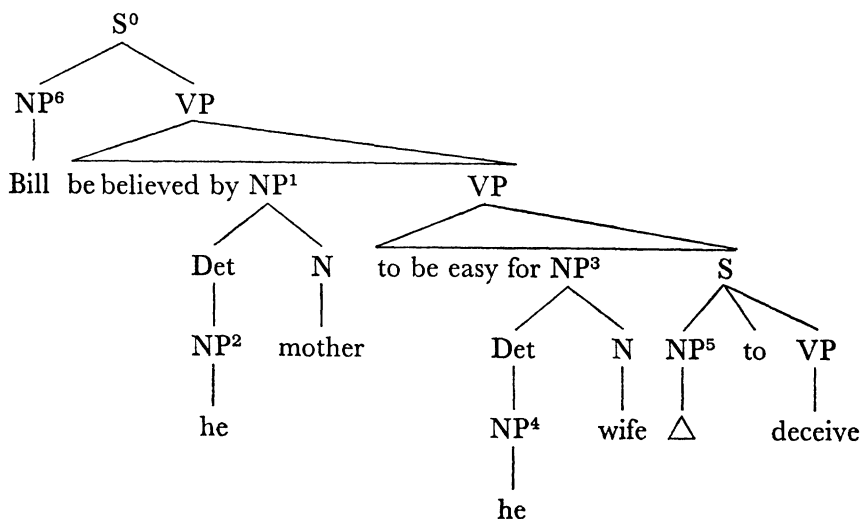 S⁰
NP⁶ VP
Bill be believed by NP¹ VP
Det N to be easy for NP³ S
NP² mother Det N NP⁵ to VP
he NP⁴ wife △ deceive
he